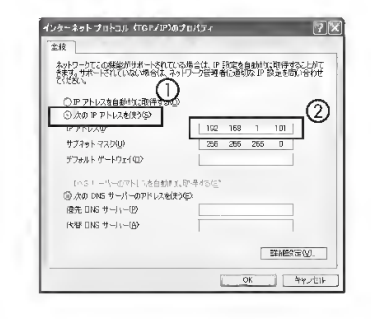 インターネット プロトコル (TCP/IP)のプロパティ
全般
ネットワークでこの機能がサポートされている場合は、IP 設定を自動的に取得することがで
きます。サポートされていない場合は、ネットワーク管理者に適切な IP 設定を問い合わせ
てください。
①
IP アドレスを自動的に取得する(O)
次の IP アドレスを使う(S)
②
IP アドレス(I)
192 168 1 101
サブネット マスク(U)
255 255 255 0
デフォルト ゲートウェイ(D)
次の DNS サーバーのアドレスを使う(E)
優先 DNS サーバー(P)
代替 DNS サーバー(A)
詳細設定(V)...
OK
キャンセル